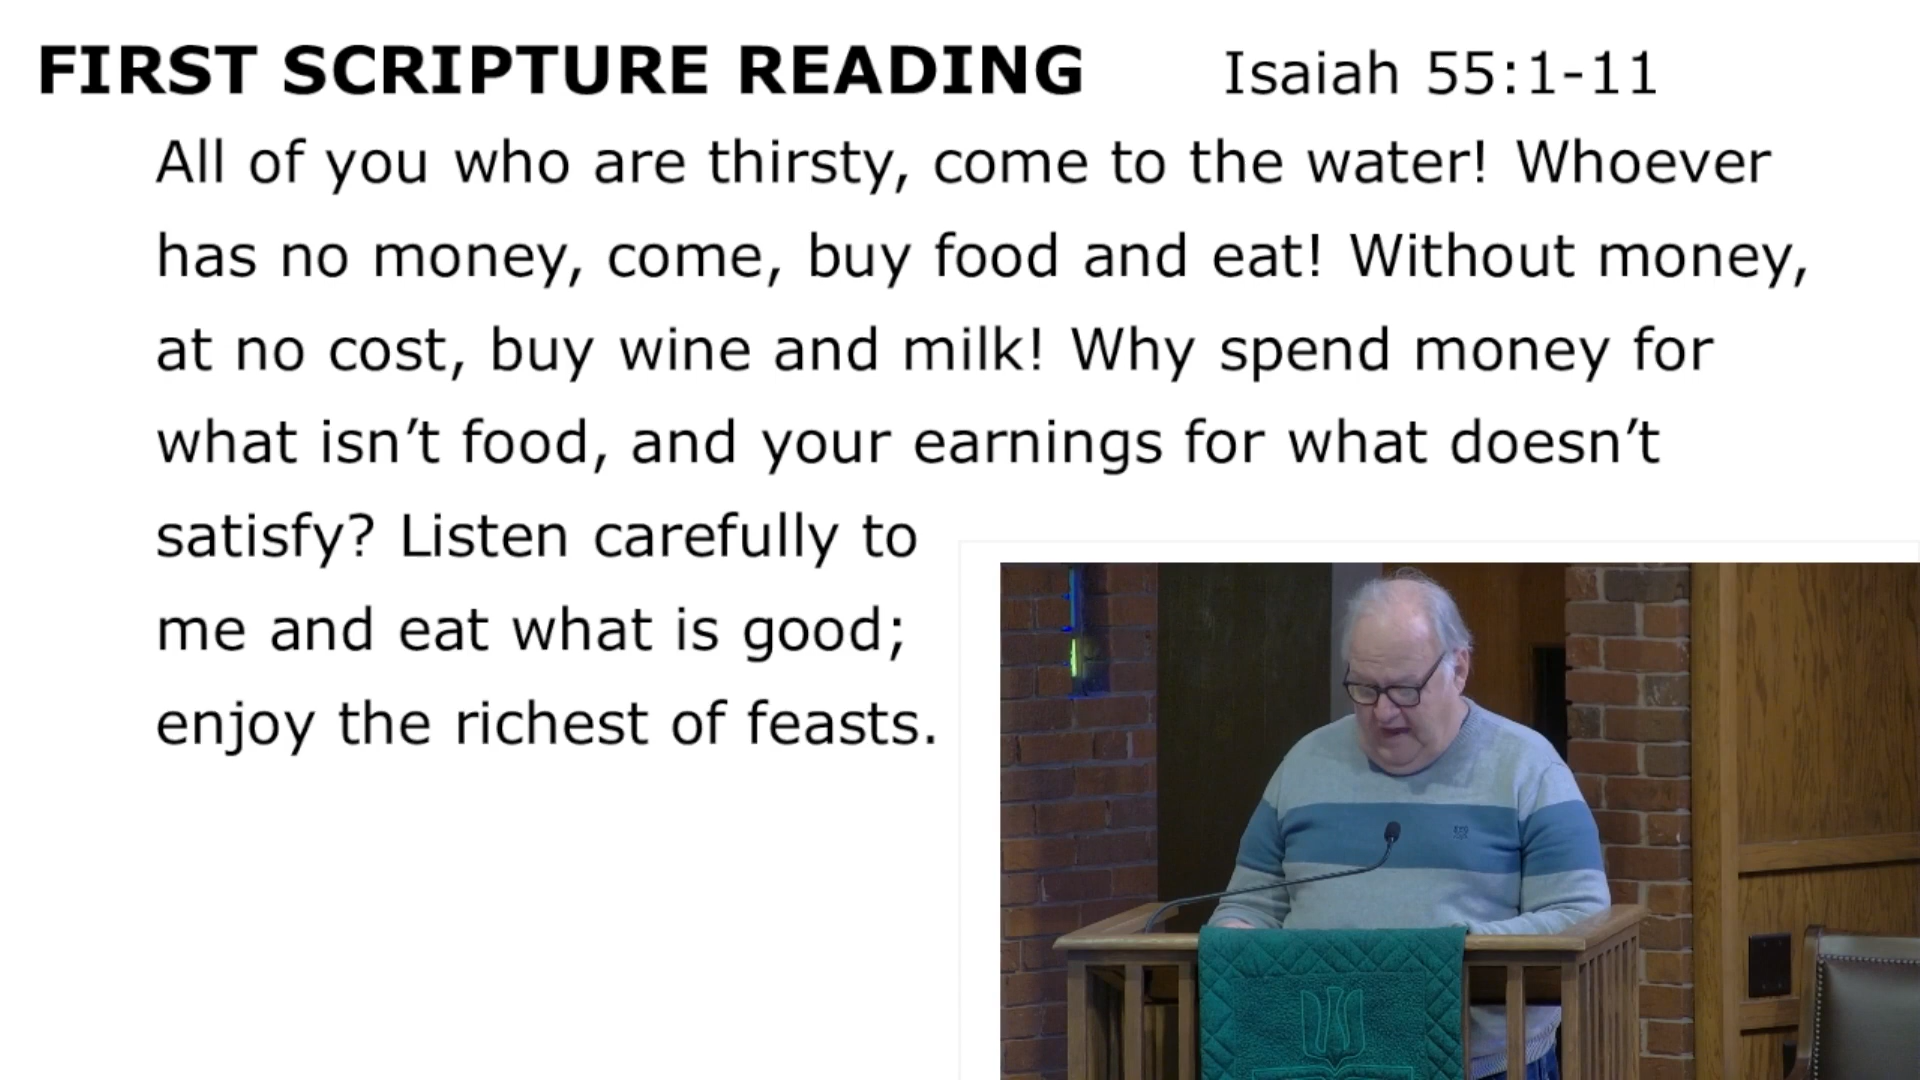 FIRST SCRIPTURE READING Isaiah 55:1-11
All of you who are thirsty, come to the water! Whoever
has no money, come, buy food and eat! Without money,
at no cost, buy wine and milk! Why spend money for
what isn’t food, and your earnings for what doesn’t
satisfy? Listen carefully to
me and eat what is good;
enjoy the richest of feasts.